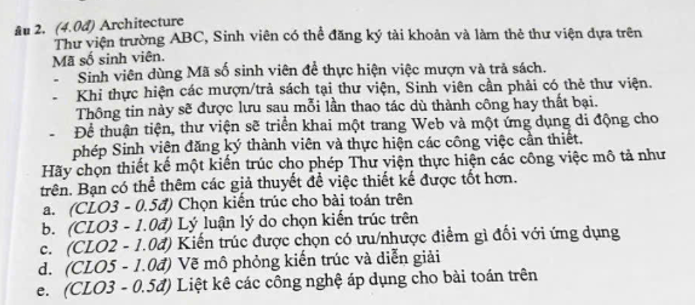 âu 2. (4.0đ) Architecture
Thư viện trường ABC, Sinh viên có thể đăng ký tài khoản và làm thẻ thư viện dựa trên
Mã số sinh viên.
- Sinh viên dùng Mã số sinh viên để thực hiện việc mượn và trả sách.
- Khi thực hiện các mượn/trả sách tại thư viện, Sinh viên cần phải có thẻ thư viện.
Thông tin này sẽ được lưu sau mỗi lần thao tác dù thành công hay thất bại.
- Để thuận tiện, thư viện sẽ triển khai một trang Web và một ứng dụng di động cho
phép Sinh viên đăng ký thành viên và thực hiện các công việc cần thiết.
Hãy chọn thiết kế một kiến trúc cho phép Thư viện thực hiện các công việc mô tả như
trên. Bạn có thể thêm các giả thuyết để việc thiết kế được tốt hơn.
a. (CLO3 - 0.5đ) Chọn kiến trúc cho bài toán trên
b. (CLO3 - 1.0đ) Lý luận lý do chọn kiến trúc trên
c. (CLO2 - 1.0đ) Kiến trúc được chọn có ưu/nhược điểm gì đối với ứng dụng
d. (CLO5 - 1.0đ) Vẽ mô phỏng kiến trúc và diễn giải
e. (CLO3 - 0.5đ) Liệt kê các công nghệ áp dụng cho bài toán trên